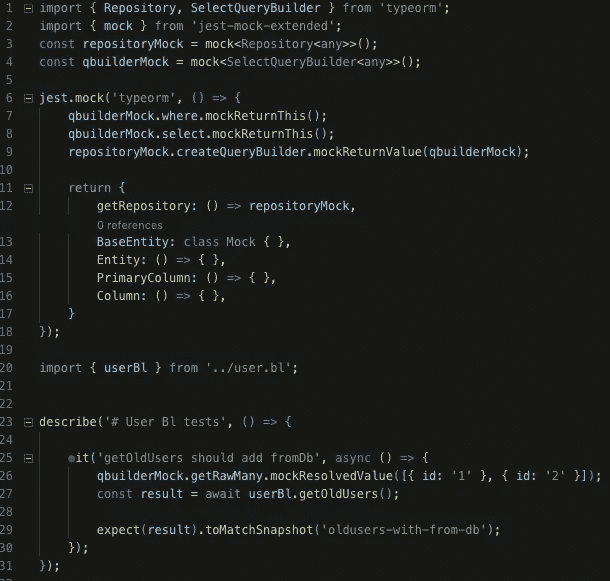 1 import { Repository, SelectQueryBuilder } from 'typeorm';
2 import { mock } from 'jest-mock-extended';
3 const repositoryMock = mock<Repository<any>>();
4 const qbuilderMock = mock<SelectQueryBuilder<any>>();
5
6 jest.mock('typeorm', () => {
7     qbuilderMock.where.mockReturnThis();
8     qbuilderMock.select.mockReturnThis();
9     repositoryMock.createQueryBuilder.mockReturnValue(qbuilderMock);
10
11     return {
12         getRepository: () => repositoryMock,
0 references
13         BaseEntity: class Mock { },
14         Entity: () => { },
15         PrimaryColumn: () => { },
16         Column: () => { },
17     }
18 });
19
20 import { userBl } from '../user.bl';
21
22
23 describe('# User Bl tests', () => {
24
25     it('getOldUsers should add fromDb', async () => {
26         qbuilderMock.getRawMany.mockResolvedValue([{ id: '1' }, { id: '2' }]);
27         const result = await userBl.getOldUsers();
28
29         expect(result).toMatchSnapshot('oldusers-with-from-db');
30     });
31 });